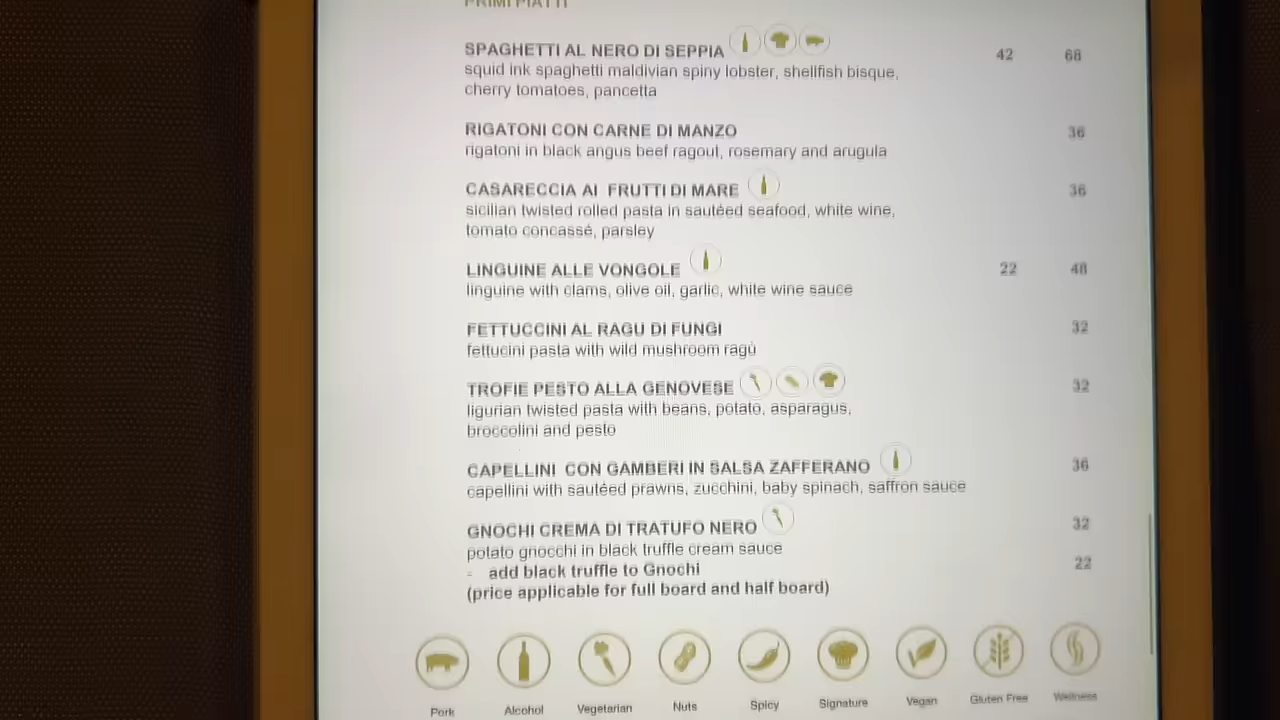 PRIMI PIATTI
SPAGHETTI AL NERO DI SEPPIA 42 68
squid ink spaghetti maldivian spiny lobster, shellfish bisque,
cherry tomatoes, pancetta
RIGATONI CON CARNE DI MANZO 36
rigatoni in black angus beef ragout, rosemary and arugula
CASARECCIA AI FRUTTI DI MARE 36
sicilian twisted rolled pasta in sautéed seafood, white wine,
tomato concassé, parsley
LINGUINE ALLE VONGOLE 22 48
linguine with clams, olive oil, garlic, white wine sauce
FETTUCCINI AL RAGU DI FUNGI 32
fettucini pasta with wild mushroom ragù
TROFIE PESTO ALLA GENOVESE 32
ligurian twisted pasta with beans, potato, asparagus,
broccolini and pesto
CAPELLINI CON GAMBERI IN SALSA ZAFFERANO 36
capellini with sautéed prawns, zucchini, baby spinach, saffron sauce
GNOCHI CREMA DI TRATUFO NERO 32
potato gnocchi in black truffle cream sauce
- add black truffle to Gnochi 22
(price applicable for full board and half board)
Pork Alcohol Vegetarian Nuts Spicy Signature Vegan Gluten Free Wellness